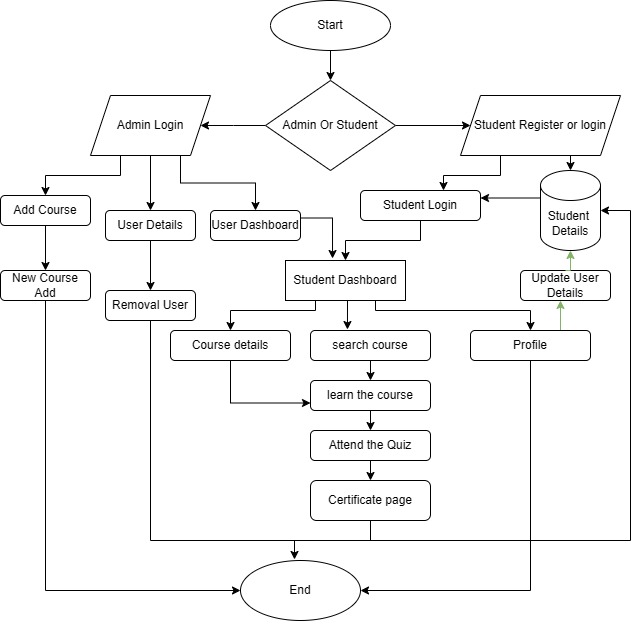 Start
Admin Login
Admin Or Student
Student Register or login
Add Course
User Details
User Dashboard
Student Login
Student
Details
New Course
Add
Removal User
Student Dashboard
Update User
Details
Course details
search course
Profile
learn the course
Attend the Quiz
Certificate page
End